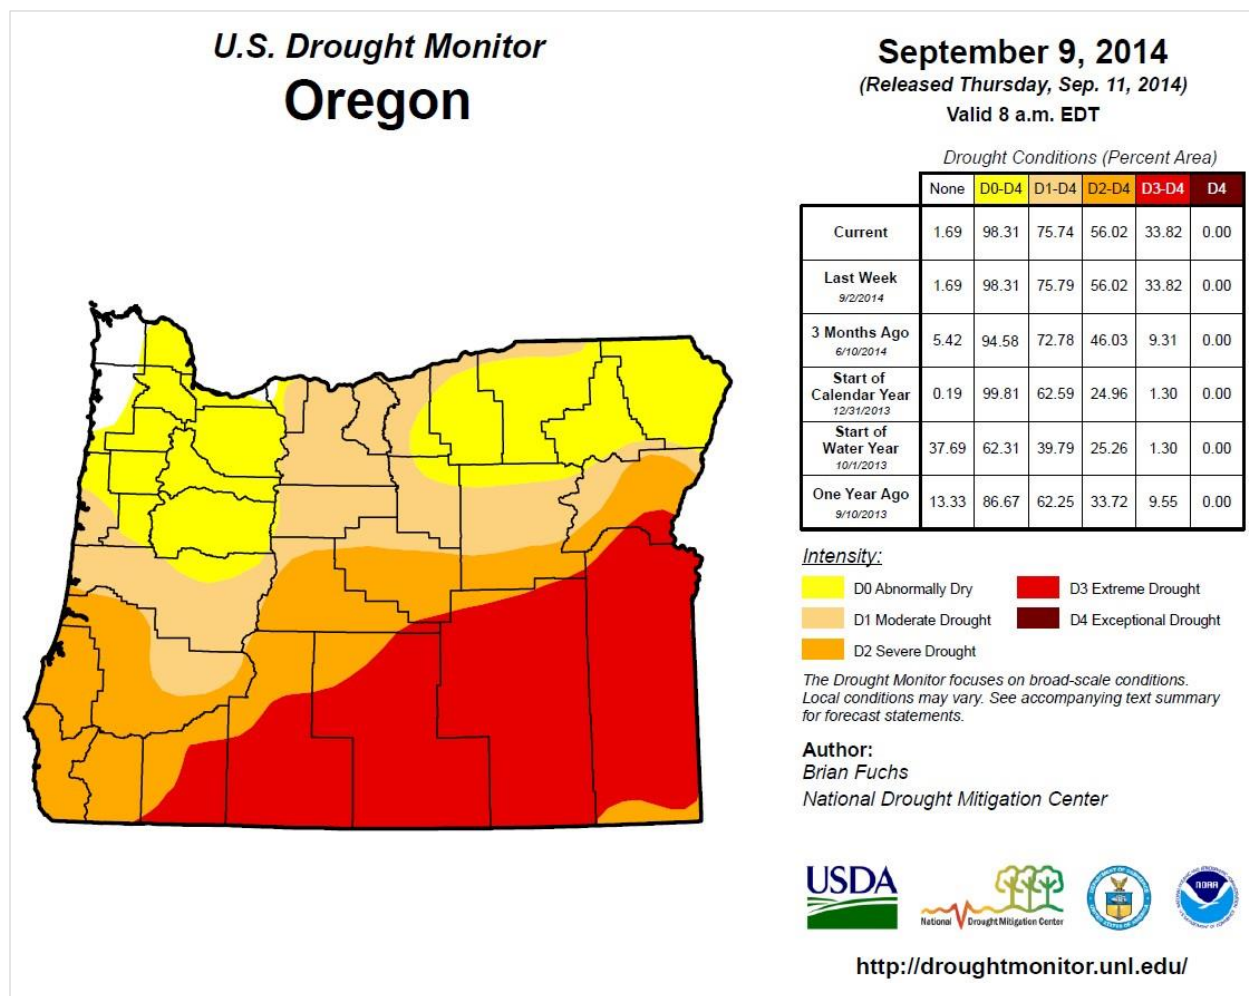 U.S. Drought Monitor
Oregon
September 9, 2014
(Released Thursday, Sep. 11, 2014)
Valid 8 a.m. EDT
Drought Conditions (Percent Area)
None D0-D4 D1-D4 D2-D4 D3-D4 D4
Current 1.69 98.31 75.74 56.02 33.82 0.00
Last Week
9/2/2014 1.69 98.31 75.79 56.02 33.82 0.00
3 Months Ago
6/10/2014 5.42 94.58 72.78 46.03 9.31 0.00
Start of
Calendar Year
12/31/2013 0.19 99.81 62.59 24.96 1.30 0.00
Start of
Water Year
10/1/2013 37.69 62.31 39.79 25.26 1.30 0.00
One Year Ago
9/10/2013 13.33 86.67 62.25 33.72 9.55 0.00
Intensity:
D0 Abnormally Dry
D1 Moderate Drought
D2 Severe Drought
D3 Extreme Drought
D4 Exceptional Drought
The Drought Monitor focuses on broad-scale conditions.
Local conditions may vary. See accompanying text summary
for forecast statements.
Author:
Brian Fuchs
National Drought Mitigation Center
USDA
National Drought Mitigation Center
NOAA
http://droughtmonitor.unl.edu/